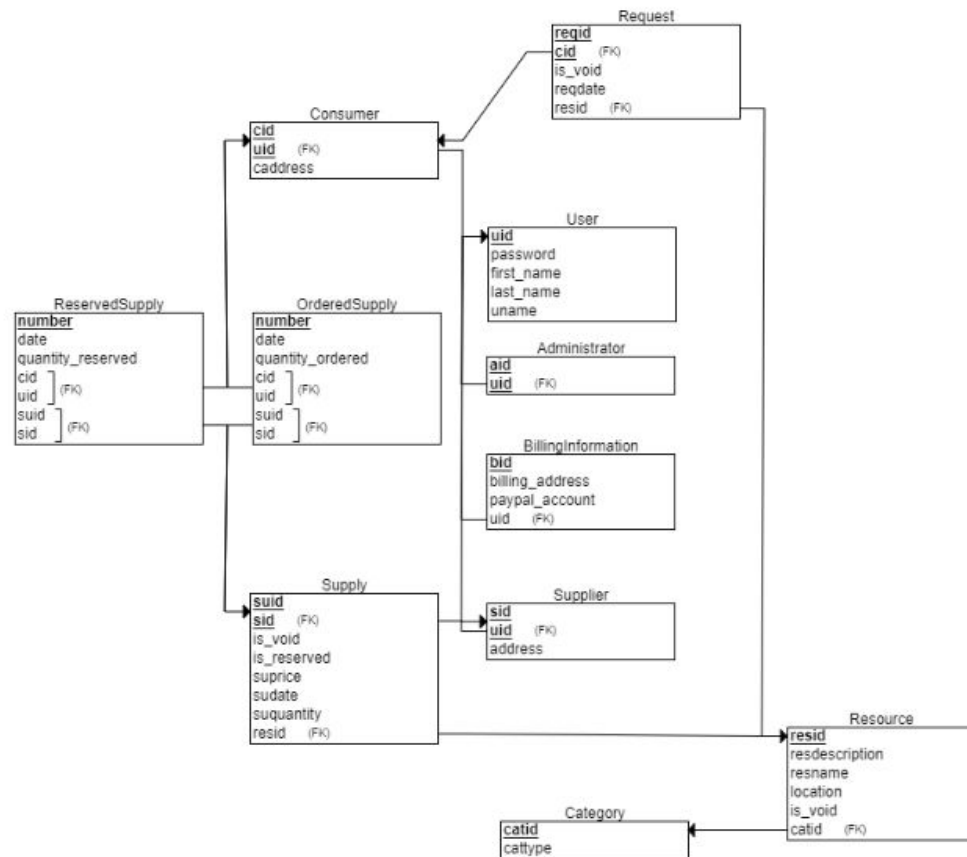 Request
reqid
cid (FK)
is_void
reqdate
resid (FK)
Consumer
cid
uid (FK)
caddress
User
uid
password
first_name
last_name
uname
ReservedSupply
number
date
quantity_reserved
cid
uid
(FK)
suid
sid
(FK)
OrderedSupply
number
date
quantity_ordered
cid
uid
(FK)
suid
sid
(FK)
Administrator
aid
uid (FK)
BillingInformation
bid
billing_address
paypal_account
uid (FK)
Supply
suid
sid (FK)
is_void
is_reserved
suprice
sudate
suquantity
resid (FK)
Supplier
sid
uid (FK)
address
Resource
resid
resdescription
resname
location
is_void
catid (FK)
Category
catid
cattype